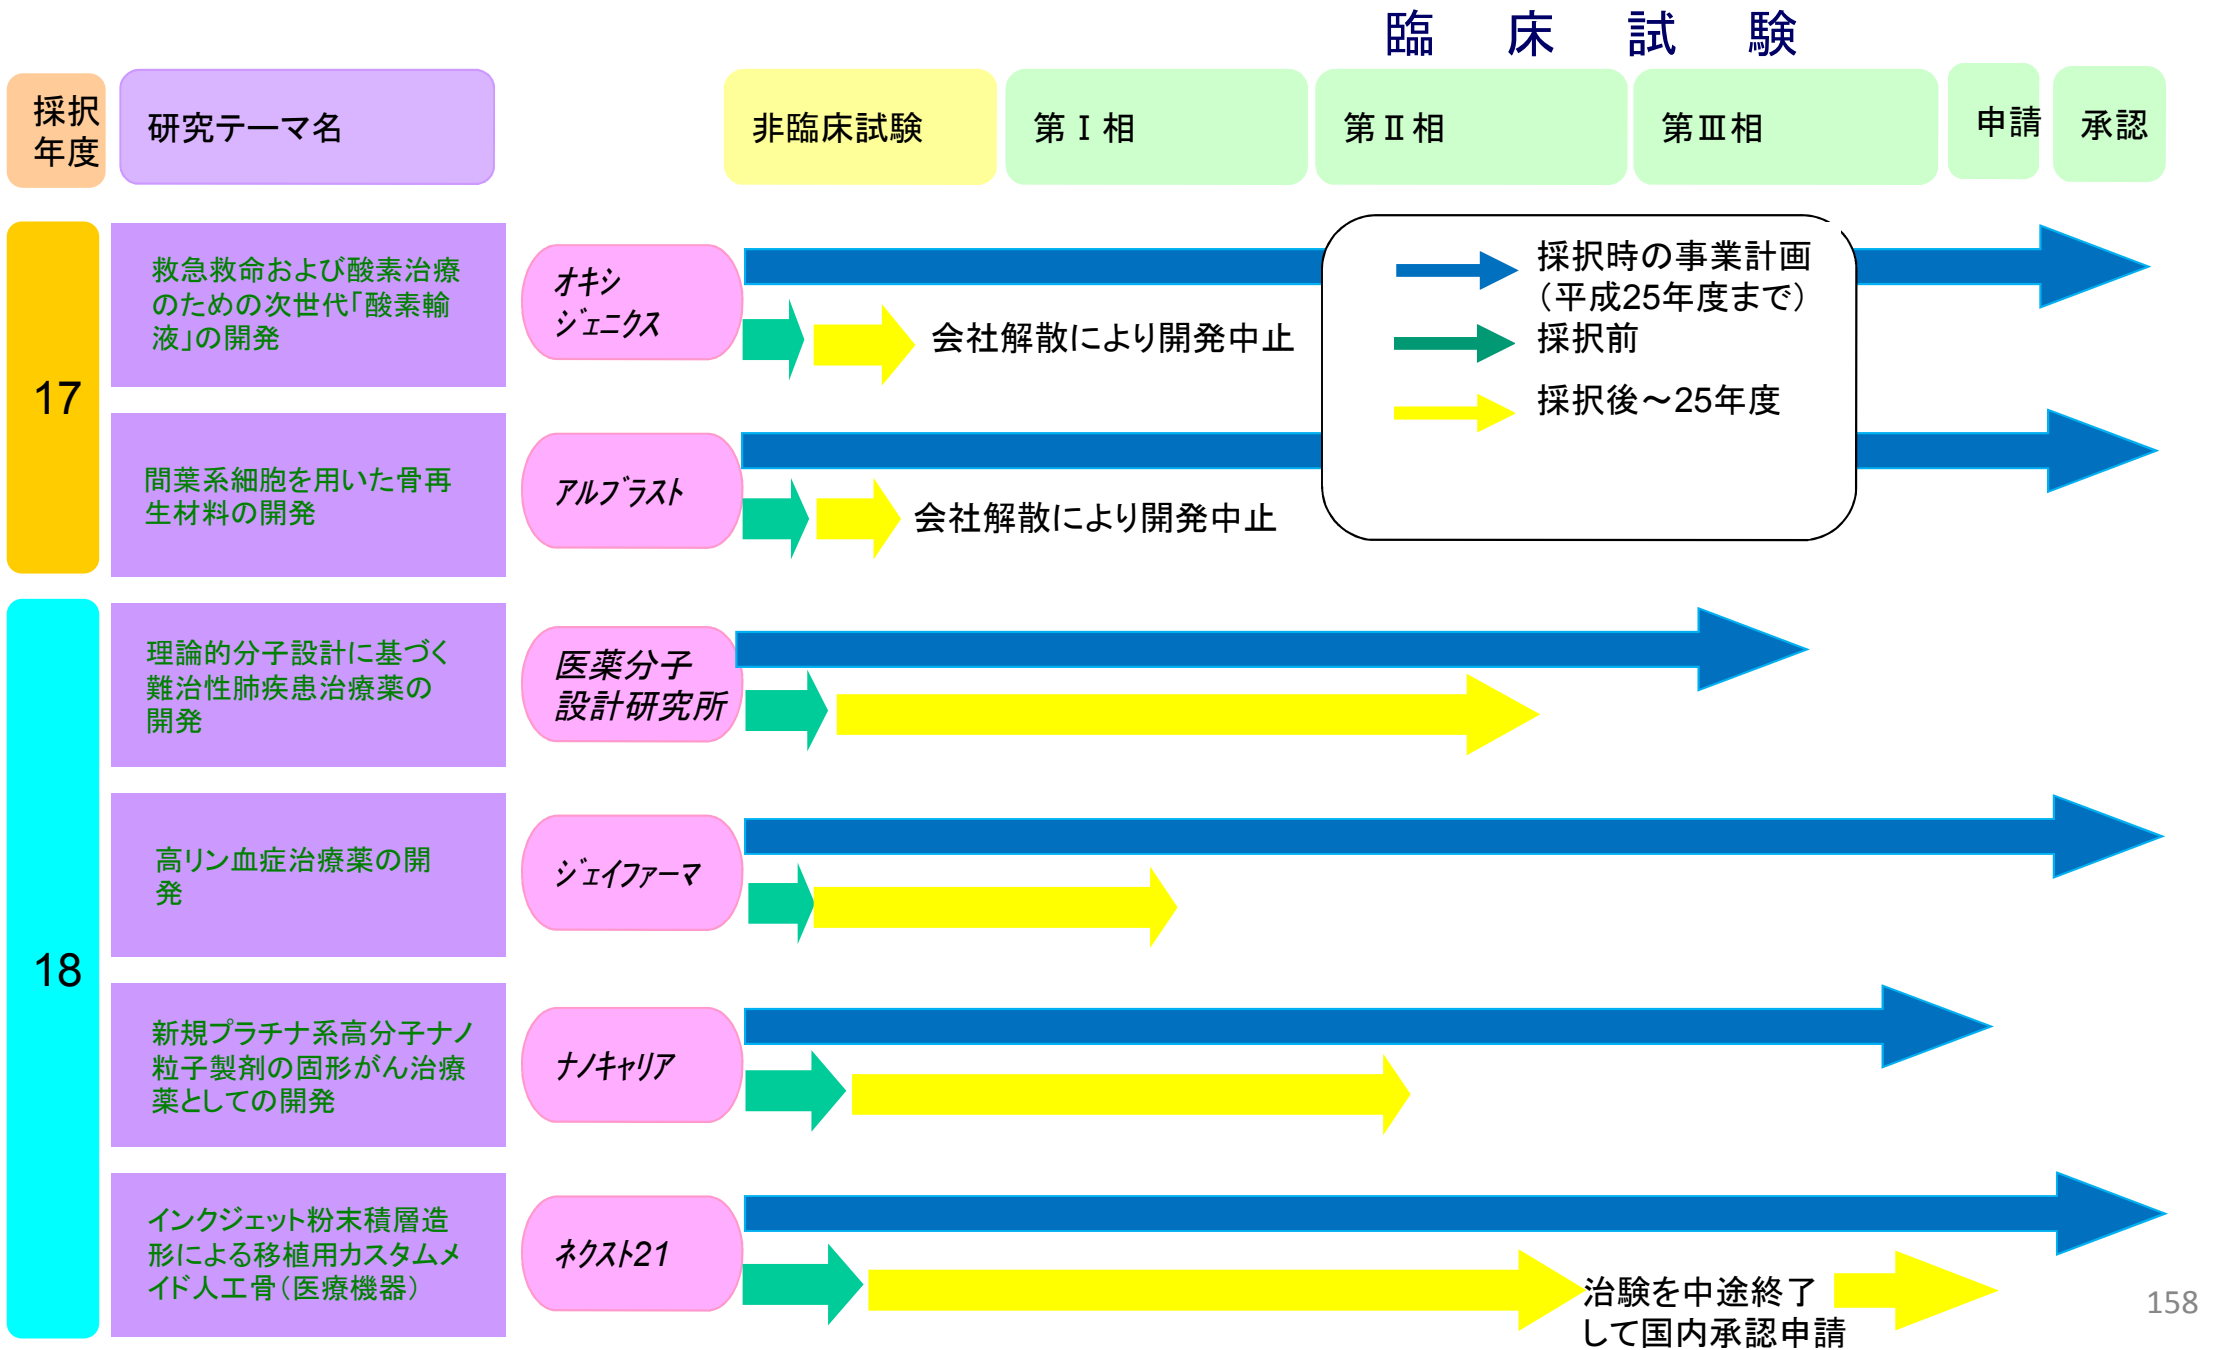 臨床試験
採択
年度
研究テーマ名
非臨床試験
第Ⅰ相
第Ⅱ相
第Ⅲ相
申請
承認
17
救急救命および酸素治療
のための次世代「酸素輸
液」の開発
ｵｷｼ
ｼﾞｪﾆｸｽ
会社解散により開発中止
採択時の事業計画
（平成25年度まで）
採択前
採択後～25年度
間葉系細胞を用いた骨再
生材料の開発
ｱﾙﾌﾞﾗｽﾄ
会社解散により開発中止
18
理論的分子設計に基づく
難治性肺疾患治療薬の
開発
医薬分子
設計研究所
高リン血症治療薬の開
発
ｼﾞｪｲﾌｧｰﾏ
新規プラチナ系高分子ナノ
粒子製剤の固形がん治療
薬としての開発
ﾅﾉｷｬﾘｱ
インクジェット粉末積層造
形による移植用カスタムメ
イド人工骨（医療機器）
ﾈｸｽﾄ21
治験を中途終了
して国内承認申請
158